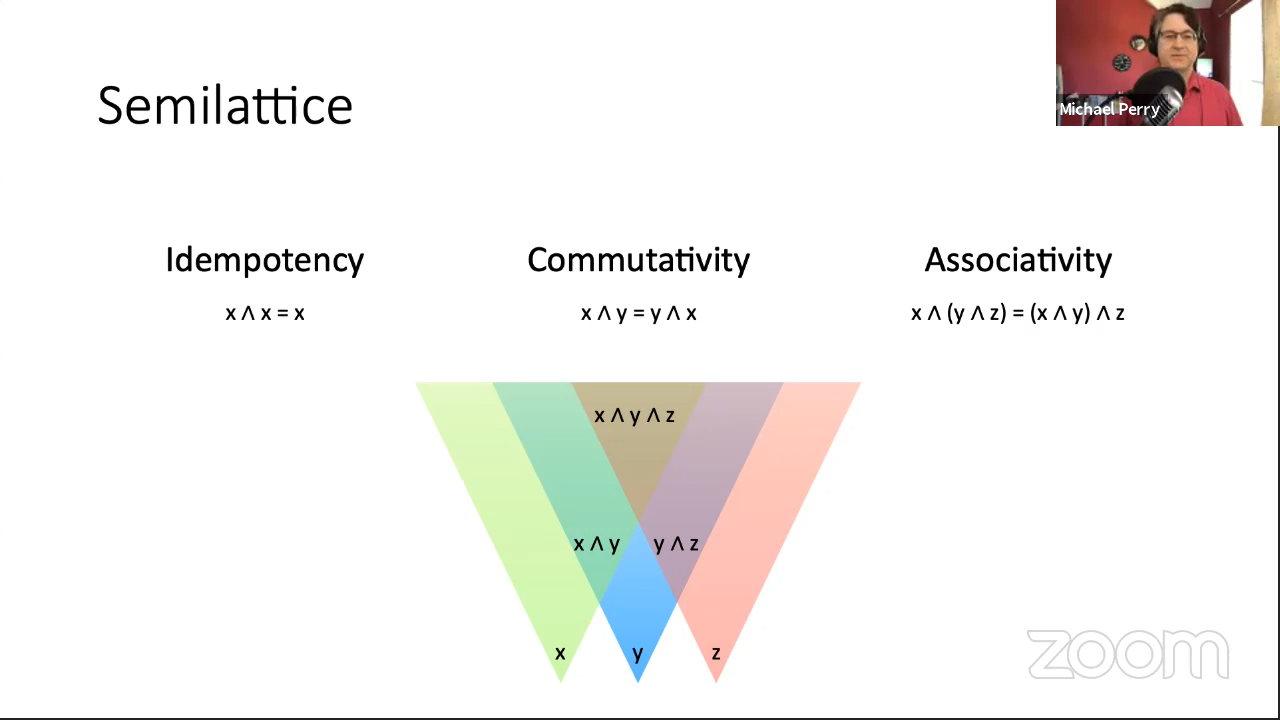 Semilattice
Michael Perry
Idempotency
x ∧ x = x
Commutativity
x ∧ y = y ∧ x
Associativity
x ∧ (y ∧ z) = (x ∧ y) ∧ z
x ∧ y ∧ z
x ∧ y
y ∧ z
x
y
z
zoom